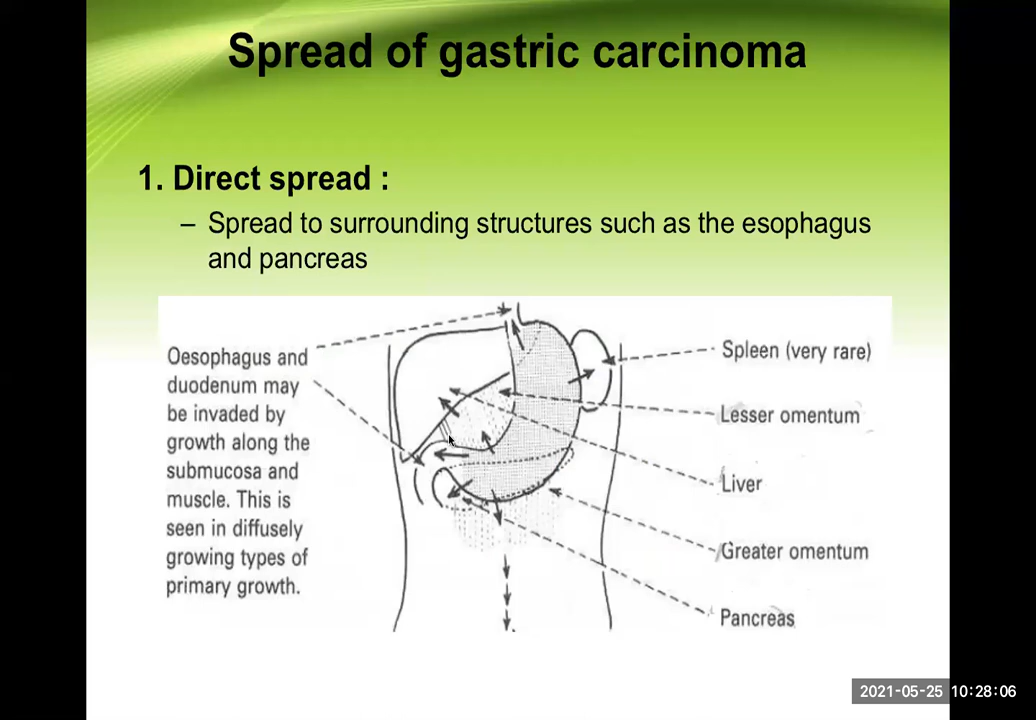 Spread of gastric carcinoma
1. Direct spread :
– Spread to surrounding structures such as the esophagus
and pancreas
Oesophagus and
duodenum may
be invaded by
growth along the
submucosa and
muscle. This is
seen in diffusely
growing types of
primary growth.
Spleen (very rare)
Lesser omentum
Liver
Greater omentum
Pancreas
2021-05-25 10:28:06